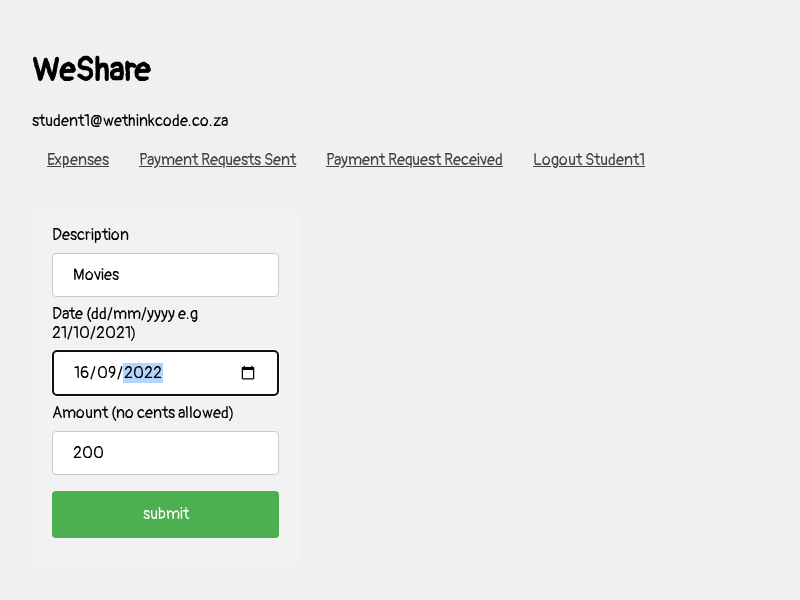 WeShare
student1@wethinkcode.co.za
Expenses Payment Requests Sent Payment Request Received Logout Student1
Description
Movies
Date (dd/mm/yyyy e.g
21/10/2021)
16/09/2022
Amount (no cents allowed)
200
submit